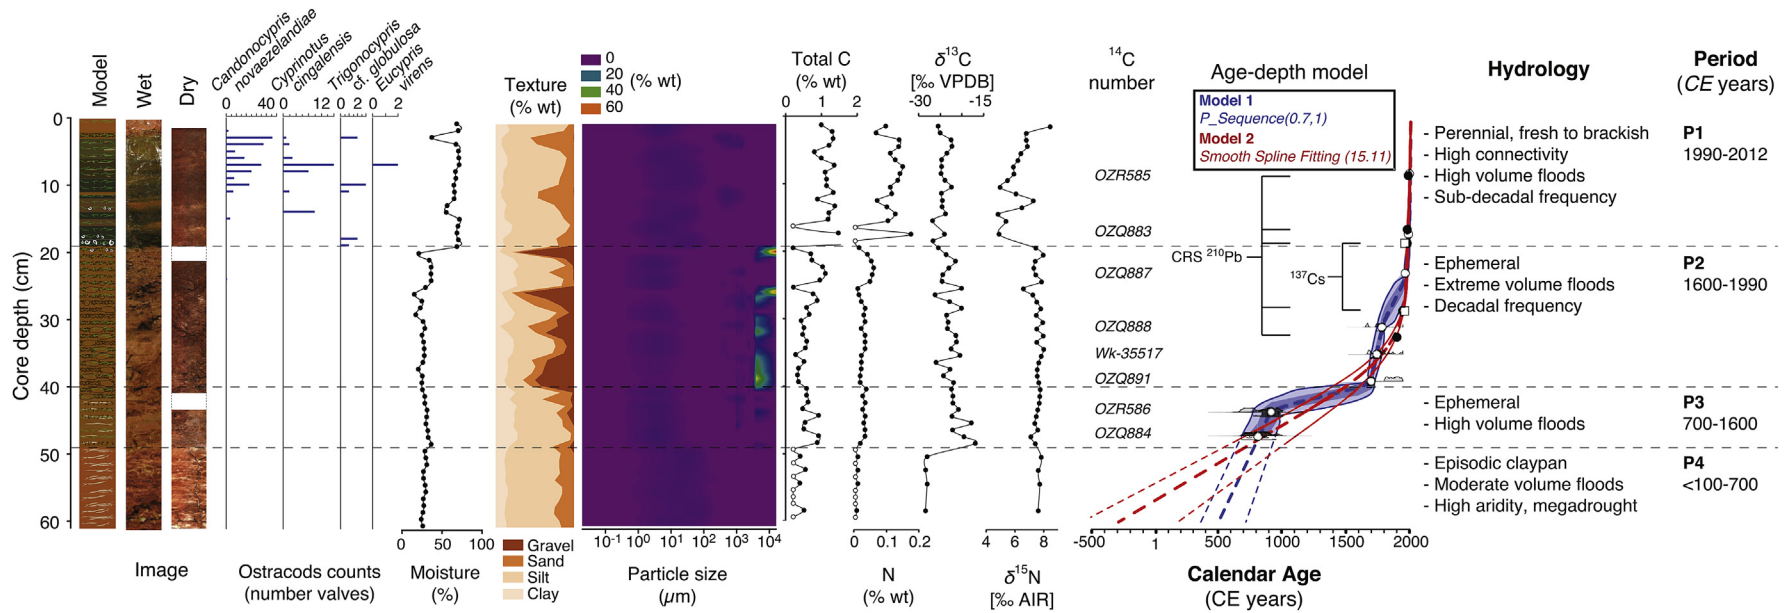 Model
Wet
Dry
Candonocypris
novaezelandiae
Cyprinotus
cingalensis
Trigonocypris
cf. globulosa
Eucypris
virens
0 40 0 12 0 2 0 2
Texture
(% wt)
0
20
40
60
(% wt)
Total C
(% wt)
0 1 2
δ13C
[‰ VPDB]
-30 -15
14C
number
Age-depth model
Model 1
P_Sequence(0.7,1)
Model 2
Smooth Spline Fitting (15.11)
Hydrology
Period
(CE years)
Core depth (cm)
0
10
20
30
40
50
60
OZR585
OZQ883
OZQ887
OZQ888
Wk-35517
OZQ891
OZR586
OZQ884
CRS 210Pb
137Cs
- Perennial, fresh to brackish
- High connectivity
- High volume floods
- Sub-decadal frequency
P1
1990-2012
- Ephemeral
- Extreme volume floods
- Decadal frequency
P2
1600-1990
- Ephemeral
- High volume floods
P3
700-1600
- Episodic claypan
- Moderate volume floods
- High aridity, megadrought
P4
<100-700
Image
Ostracods counts
(number valves)
0 50 100
Moisture
(%)
Gravel
Sand
Silt
Clay
10-1 100 101 102 103 104
Particle size
(μm)
0 0.1 0.2
N
(% wt)
4 6 8
δ15N
[‰ AIR]
-500 1 500 1000 1500 2000
Calendar Age
(CE years)